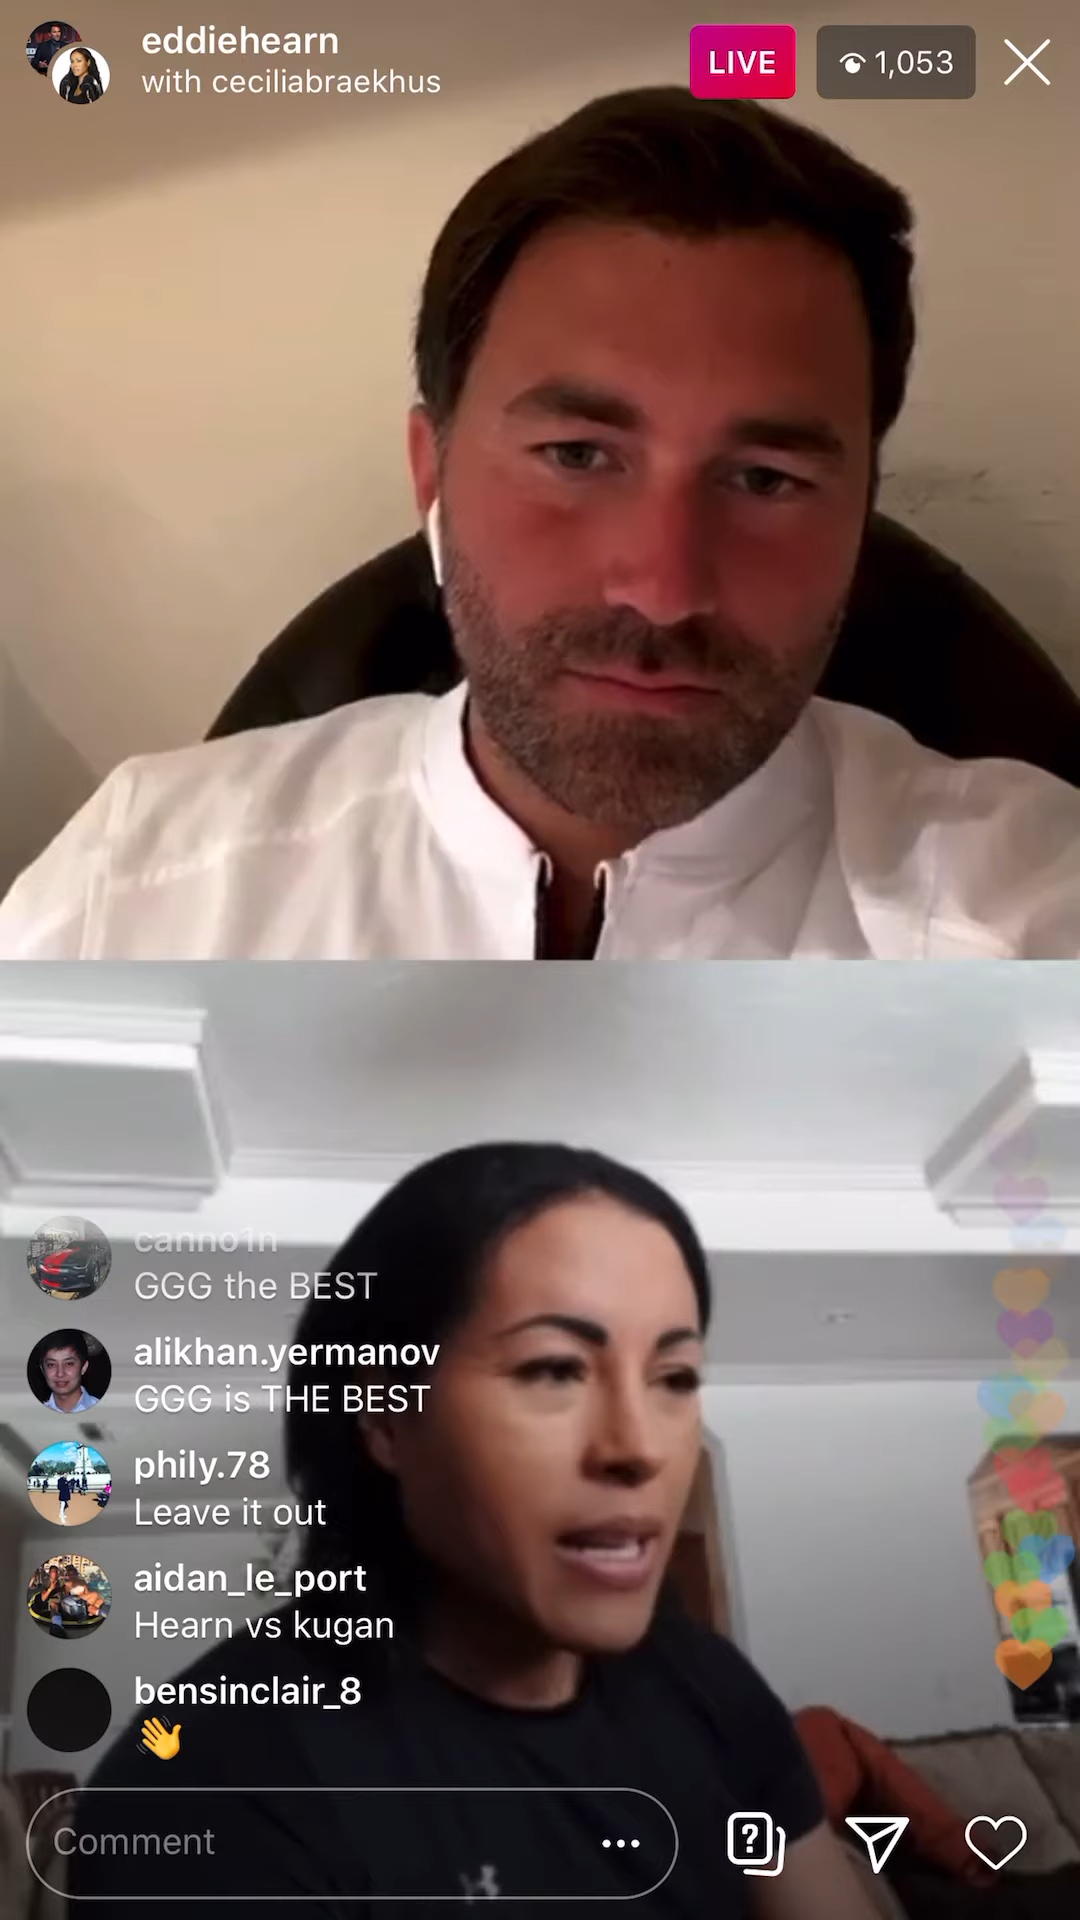 eddiehearn
with ceciliabraekhus
LIVE
1,053
canno1n
GGG the BEST
alikhan.yermanov
GGG is THE BEST
phily.78
Leave it out
aidan_le_port
Hearn vs kugan
bensinclair_8
👋
Comment